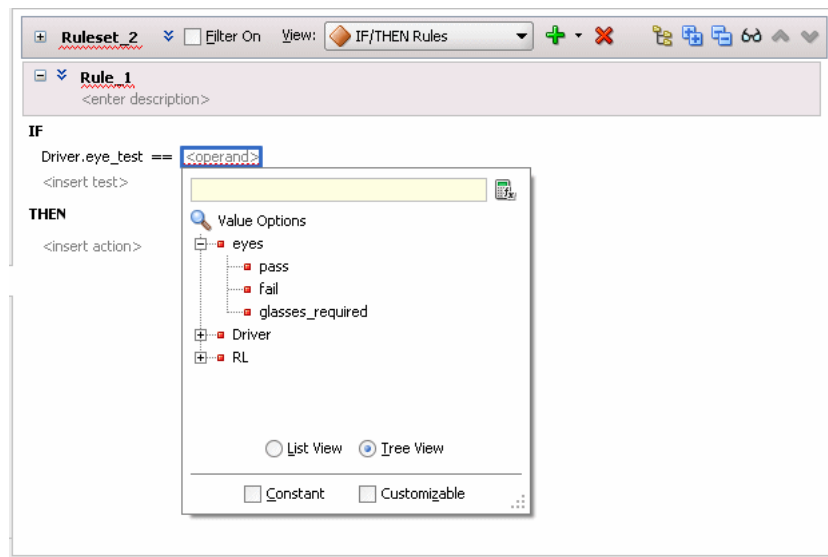 Ruleset_2 Filter On View: IF/THEN Rules
Rule_1
<enter description>
IF
Driver.eye_test == <operand>
<insert test>
THEN
<insert action>
fx
Value Options
eyes
pass
fail
glasses_required
Driver
RL
List View Tree View
Constant Customizable